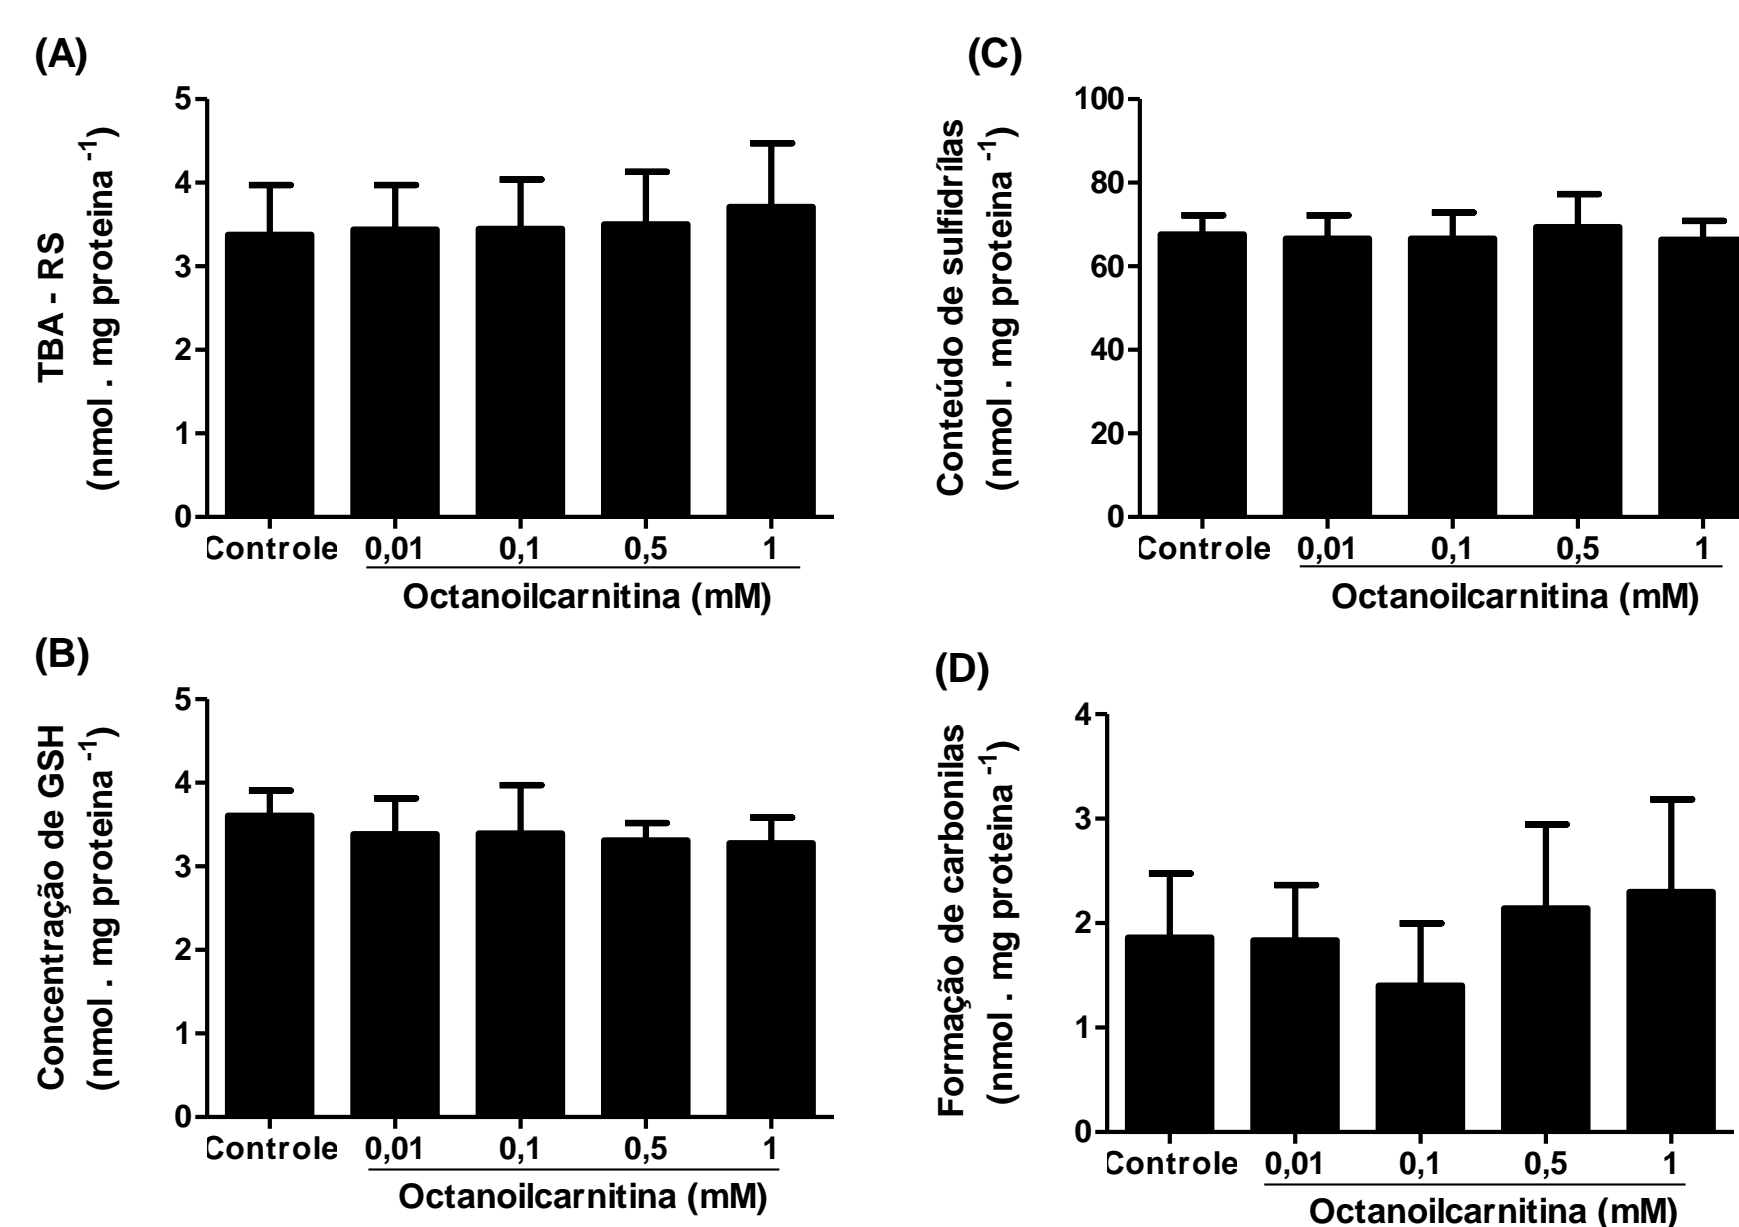 (A)
5
4
3
2
1
0
TBA - RS
(nmol . mg proteina -1)
Controle 0,01 0,1 0,5 1
Octanoilcarnitina (mM)
(B)
5
4
3
2
1
0
Concentração de GSH
(nmol . mg proteina -1)
Controle 0,01 0,1 0,5 1
Octanoilcarnitina (mM)
(C)
100
80
60
40
20
0
Conteúdo de sulfidrílas
(nmol . mg proteina -1)
Controle 0,01 0,1 0,5 1
Octanoilcarnitina (mM)
(D)
4
3
2
1
0
Formação de carbonilas
(nmol . mg proteina -1)
Controle 0,01 0,1 0,5 1
Octanoilcarnitina (mM)